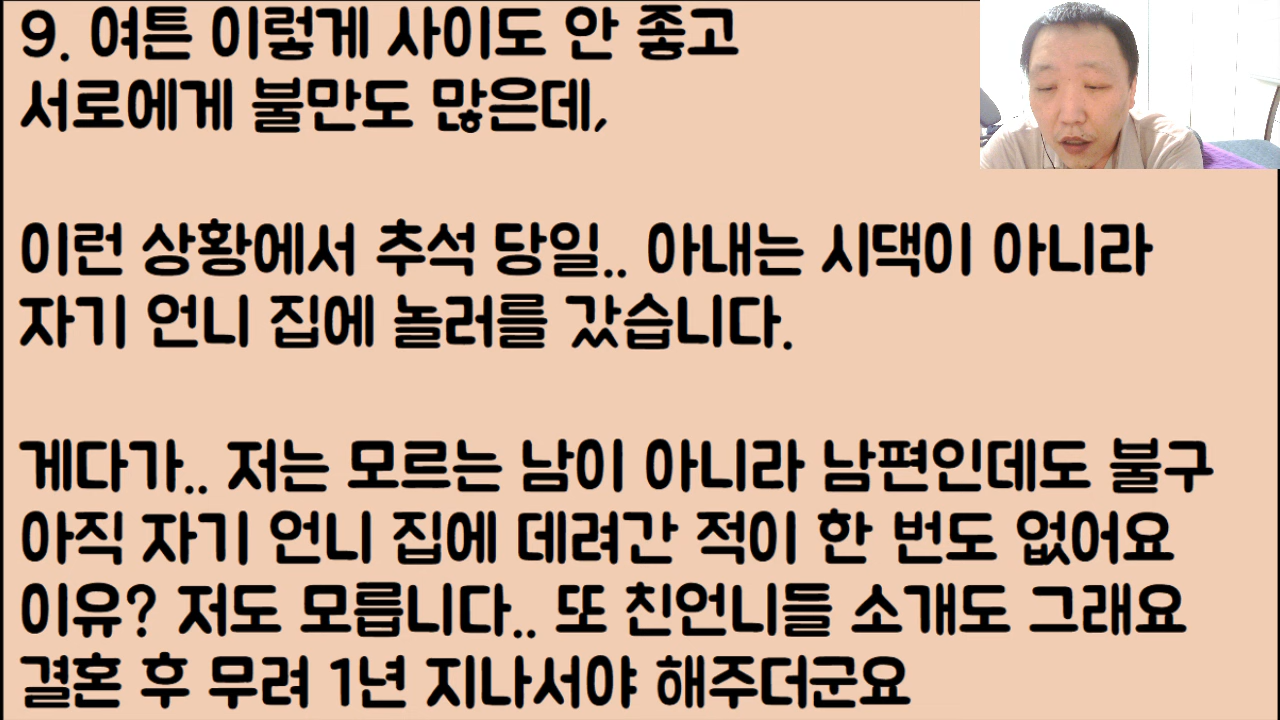 9. 여튼 이렇게 사이도 안 좋고
서로에게 불만도 많은데,
이런 상황에서 추석 당일.. 아내는 시댁이 아니라
자기 언니 집에 놀러를 갔습니다.
게다가.. 저는 모르는 남이 아니라 남편인데도 불구
아직 자기 언니 집에 데려간 적이 한 번도 없어요
이유? 저도 모릅니다.. 또 친언니들 소개도 그래요
결혼 후 무려 1년 지나서야 해주더군요